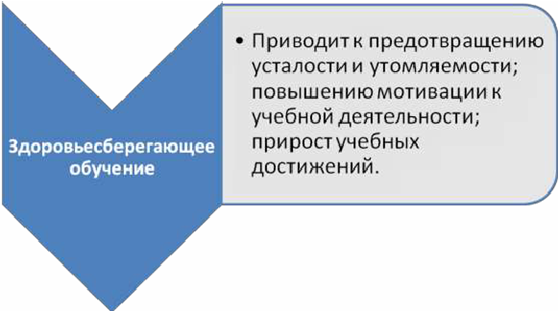 Здоровьесберегающее
обучение
• Приводит к предотвращению
усталости и утомляемости;
повышению мотивации к
учебной деятельности;
прирост учебных
достижений.